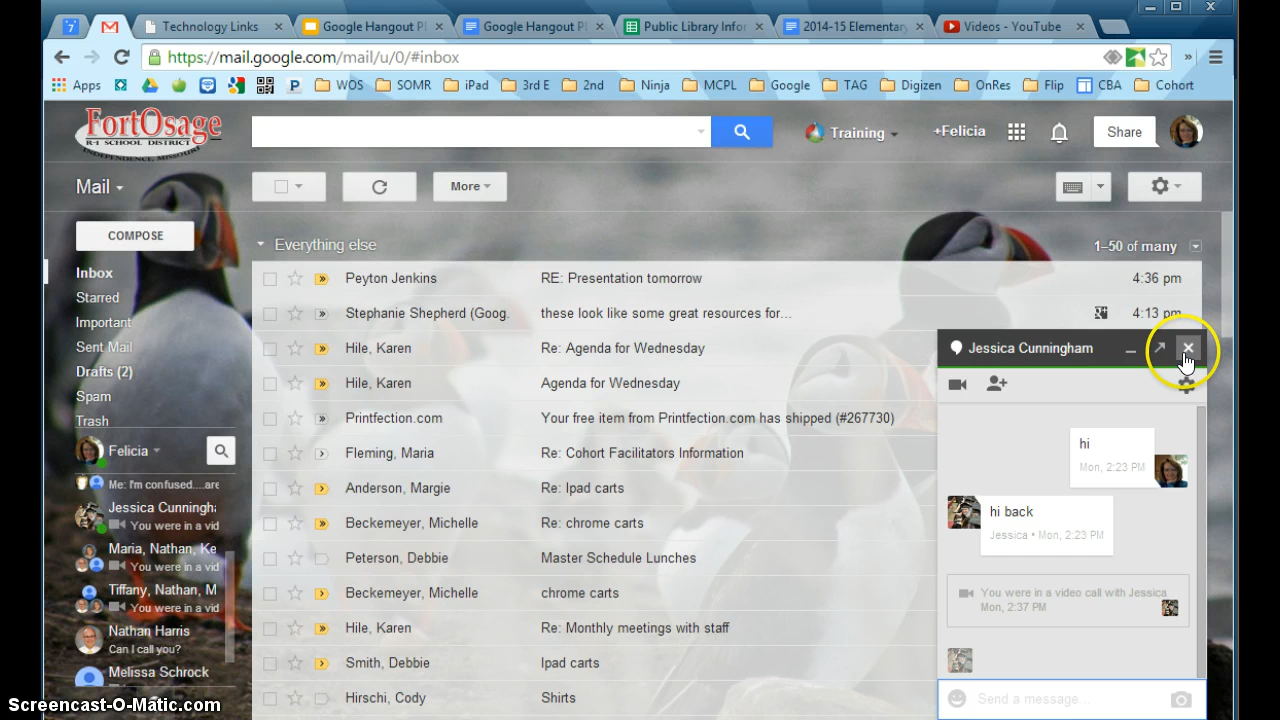 7
Technology Links
Google Hangout Pl
Google Hangout Pl
Public Library Infor
2014-15 Elementary
Videos - YouTube
https://mail.google.com/mail/u/0/#inbox
Apps P WOS SOMR iPad 3rd E 2nd Ninja MCPL Google TAG Digizen OnRes Flip CBA Cohort
FortOsage
R-1 SCHOOL DISTRICT
INDEPENDENCE, MISSOURI
Training
+Felicia
Share
Mail
More
COMPOSE
Everything else
1–50 of many
Inbox
Starred
Important
Sent Mail
Drafts (2)
Spam
Trash
Peyton Jenkins RE: Presentation tomorrow 4:36 pm
Stephanie Shepherd (Goog. these look like some great resources for... 4:13 pm
Hile, Karen Re: Agenda for Wednesday
Hile, Karen Agenda for Wednesday
Printfection.com Your free item from Printfection.com has shipped (#267730)
Fleming, Maria Re: Cohort Facilitators Information
Anderson, Margie Re: Ipad carts
Beckemeyer, Michelle Re: chrome carts
Peterson, Debbie Master Schedule Lunches
Beckemeyer, Michelle chrome carts
Hile, Karen Re: Monthly meetings with staff
Smith, Debbie Ipad carts
Hirschi, Cody Shirts
Felicia
Me: I'm confused....are
Jessica Cunningh
You were in a vid
Maria, Nathan, Ke
You were in a vid
Tiffany, Nathan, M
You were in a vid
Nathan Harris
Can I call you?
Melissa Schrock
Jessica Cunningham
hi
Mon, 2:23 PM
hi back
Jessica • Mon, 2:23 PM
You were in a video call with Jessica
Mon, 2:37 PM
Send a message...
Screencast-O-Matic.com